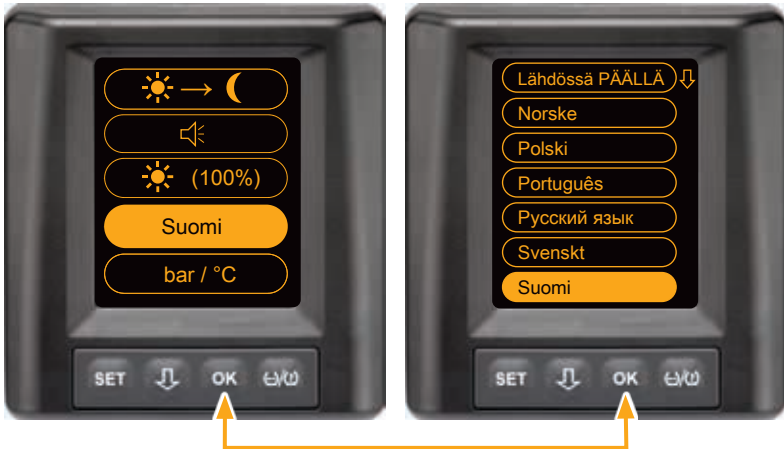 (100%)
Suomi
bar / °C
SET
OK
Lähdössä PÄÄLLÄ
Norske
Polski
Português
Русский язык
Svenskt
Suomi
SET
OK